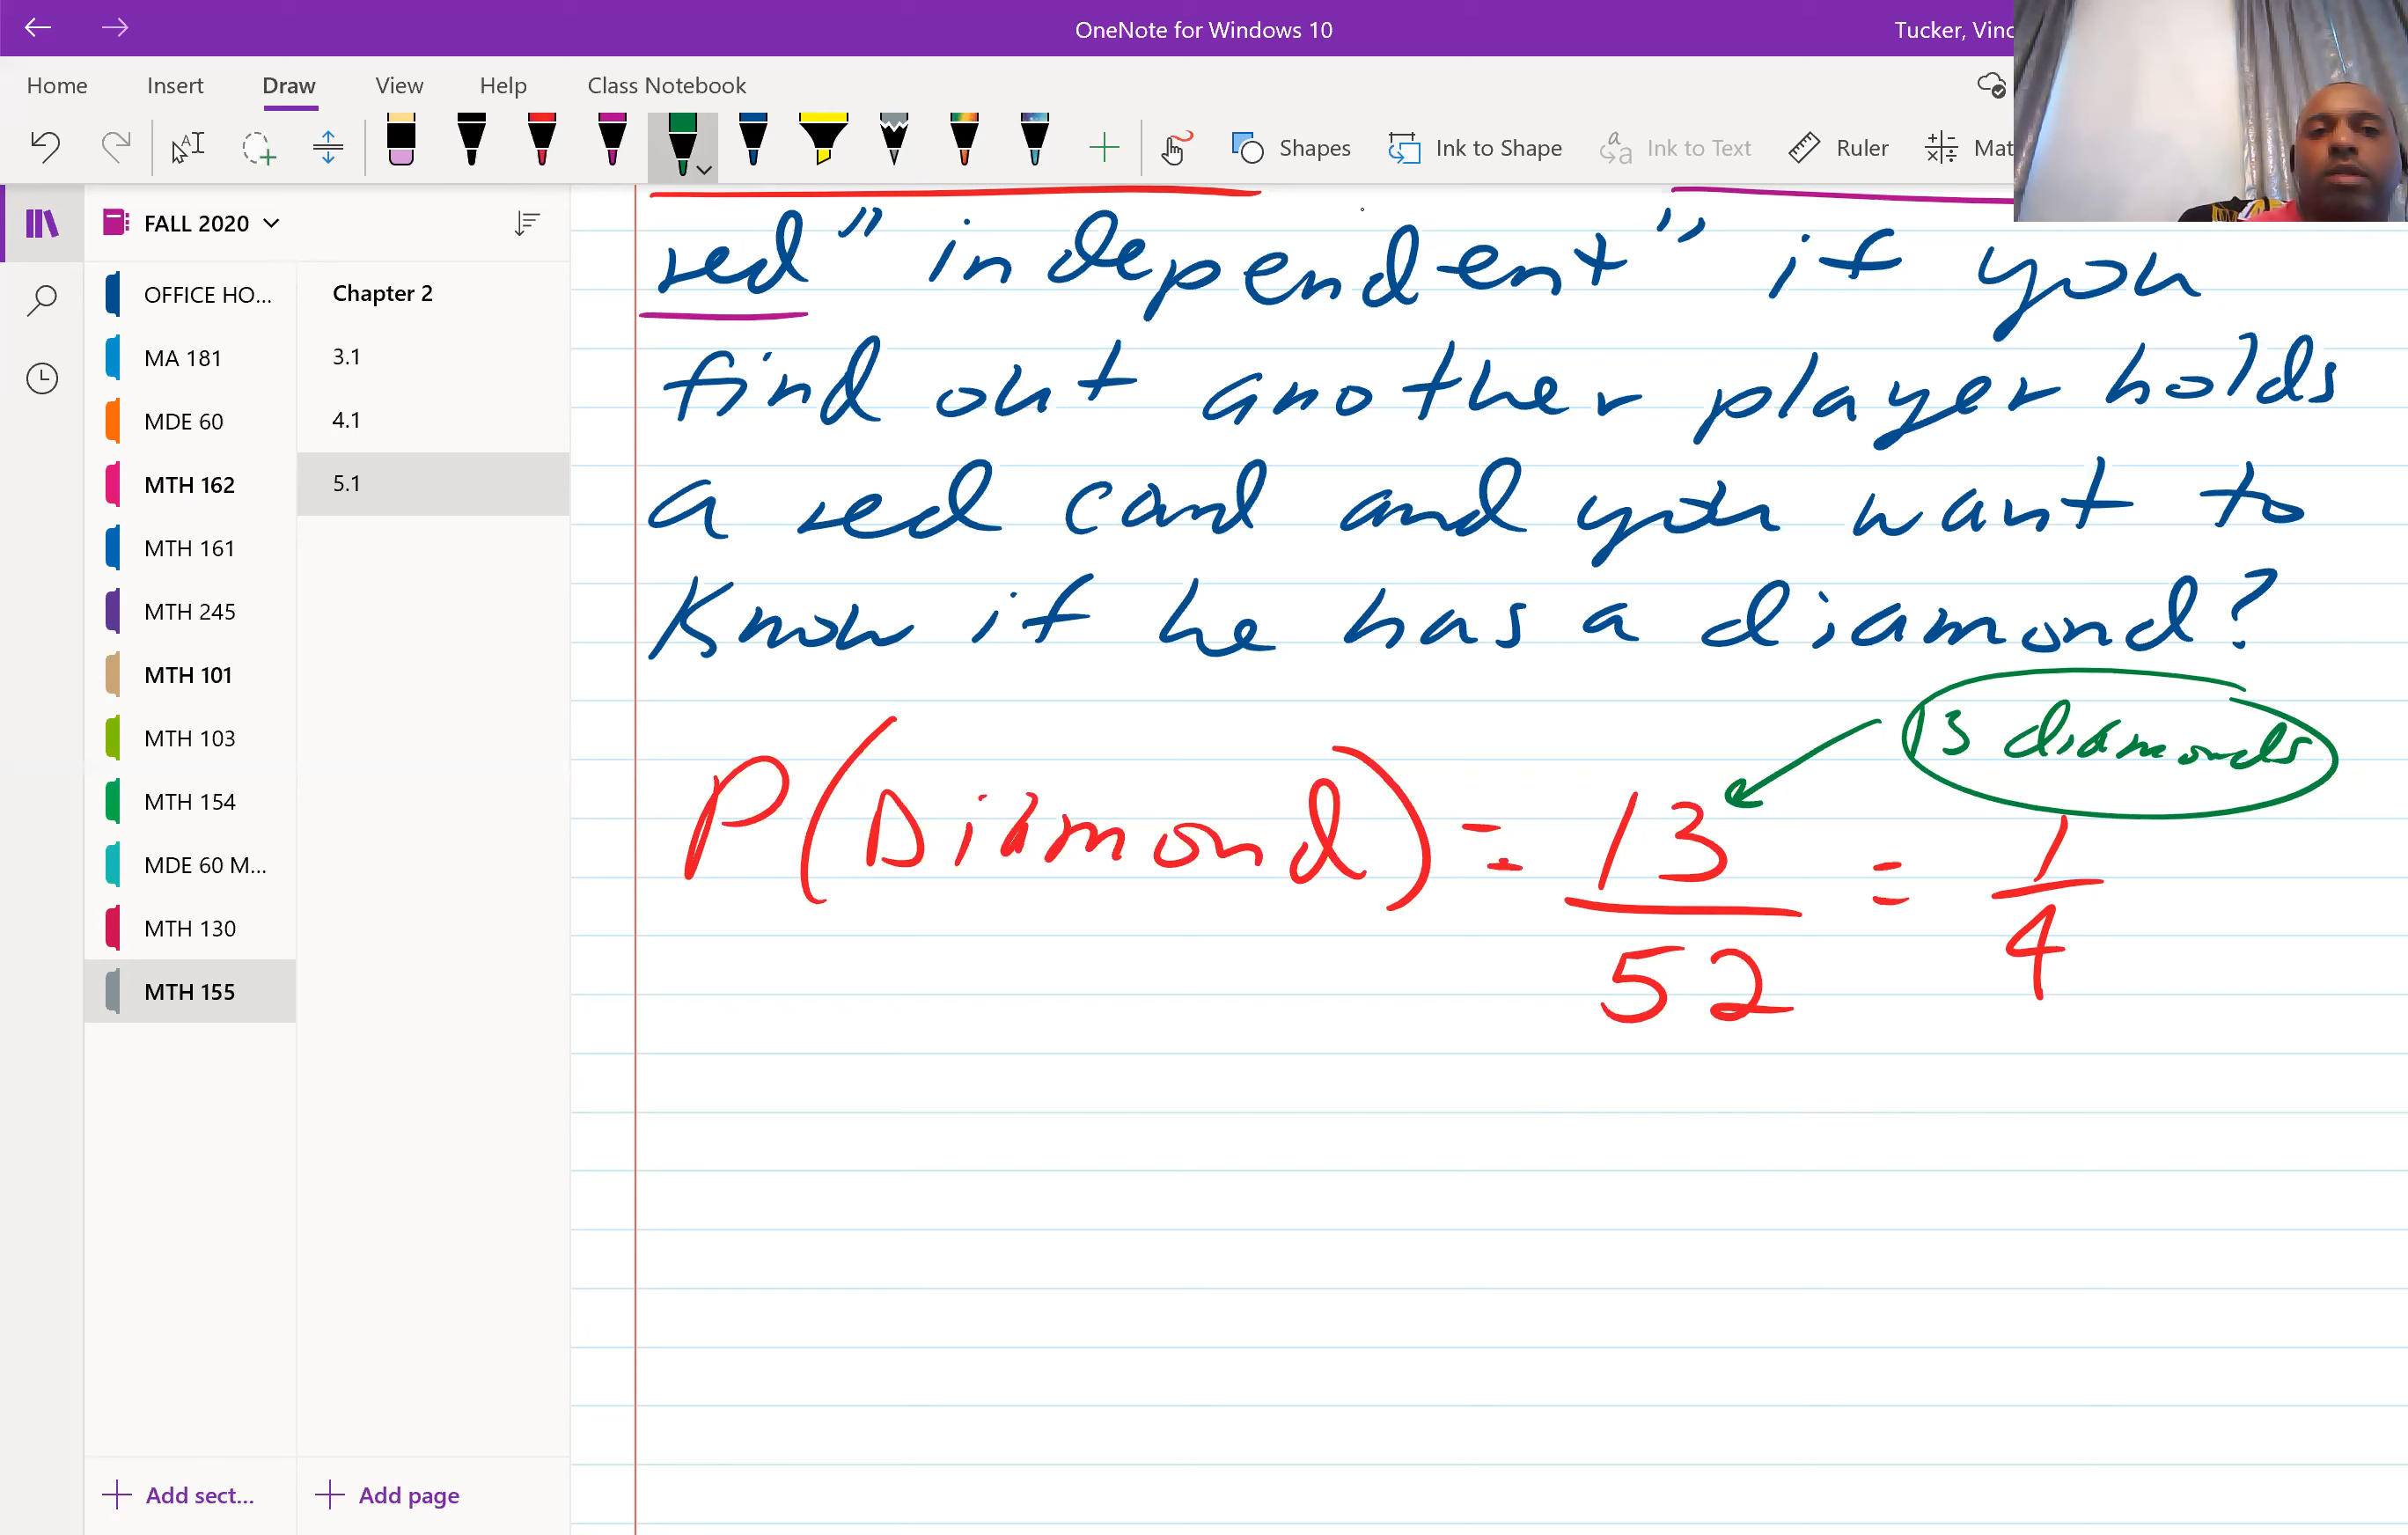 OneNote for Windows 10
Tucker, Vinc
Home Insert Draw View Help Class Notebook
Shapes Ink to Shape Ink to Text Ruler Mat
FALL 2020
OFFICE HO...
MA 181
MDE 60
MTH 162
MTH 161
MTH 245
MTH 101
MTH 103
MTH 154
MDE 60 M...
MTH 130
MTH 155
Add sect...
Chapter 2
3.1
4.1
5.1
Add page
red" independent" if you
find out another player holds
a red card and you want to
know if he has a diamond?
13 diamonds
P(Diamond) = 13/52 = 1/4